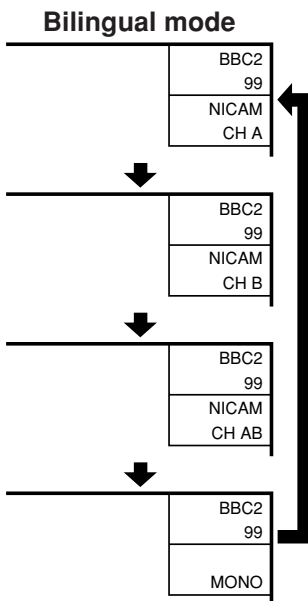 Bilingual mode
BBC2
99
NICAM
CH A
BBC2
99
NICAM
CH B
BBC2
99
NICAM
CH AB
BBC2
99
MONO